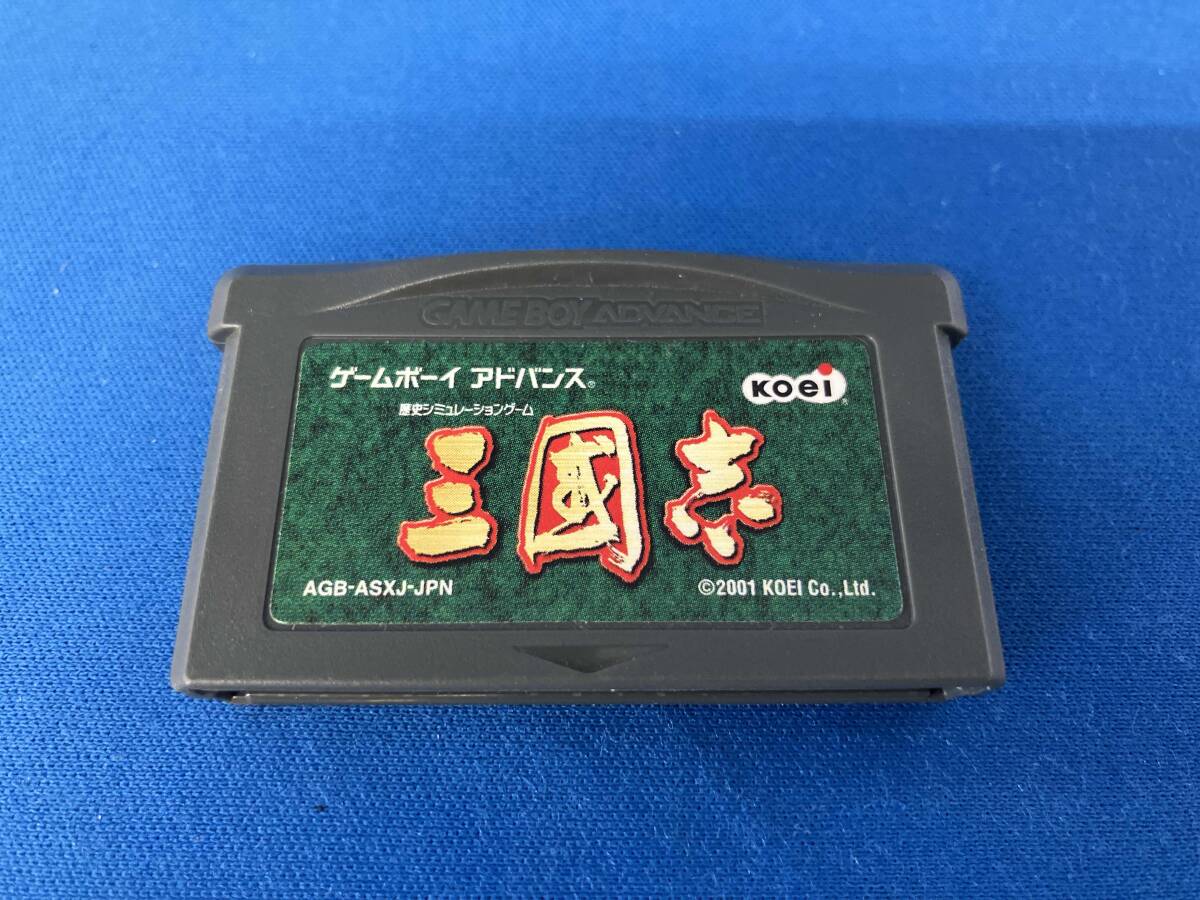 GAME BOY ADVANCE
ゲームボーイ アドバンス®
KOEI®
歴史シミュレーションゲーム
三國志
AGB-ASXJ-JPN
©2001 KOEI Co.,Ltd.